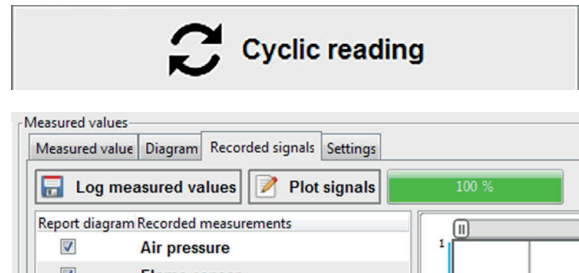 Cyclic reading
Measured values
Measured value Diagram Recorded signals Settings
Log measured values Plot signals 100 %
Report diagram Recorded measurements
Air pressure
1